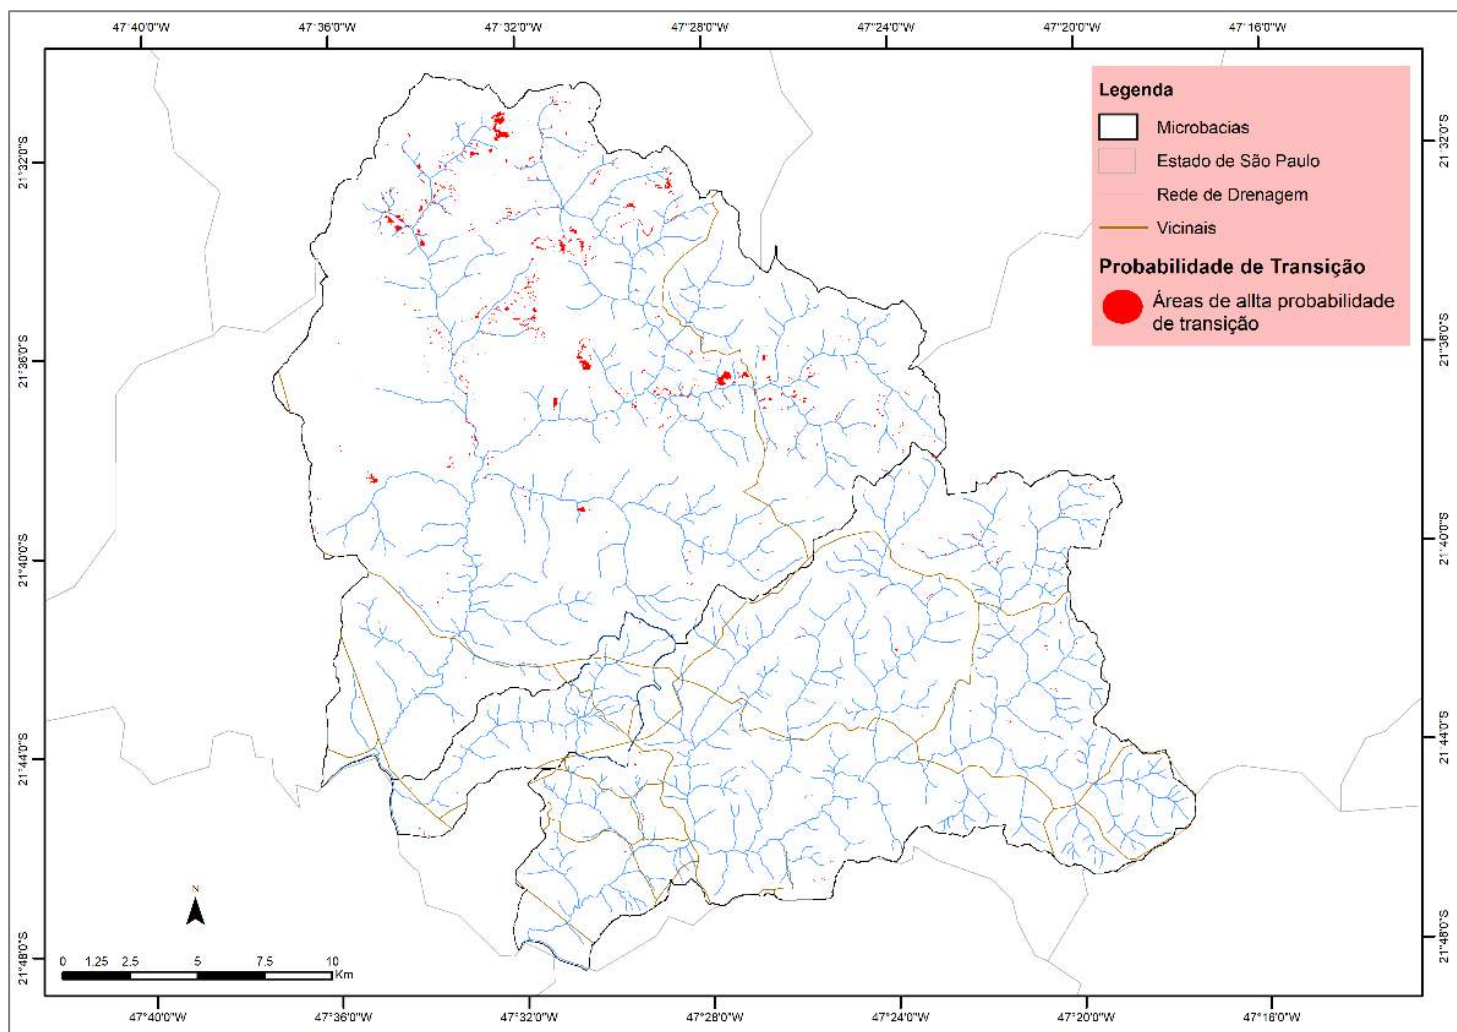 47°40'0"W 47°36'0"W 47°32'0"W 47°28'0"W 47°24'0"W 47°20'0"W 47°16'0"W
Legenda
Microbacias
Estado de São Paulo
Rede de Drenagem
Vicinais
Probabilidade de Transição
Áreas de allta probabilidade
de transição
21°32'0"S
21°36'0"S
21°40'0"S
21°44'0"S
21°48'0"S
21°32'0"S
21°36'0"S
21°40'0"S
21°44'0"S
21°48'0"S
N
0 1.25 2.5 5 7.5 10
Km
47°40'0"W 47°36'0"W 47°32'0"W 47°28'0"W 47°24'0"W 47°20'0"W 47°16'0"W